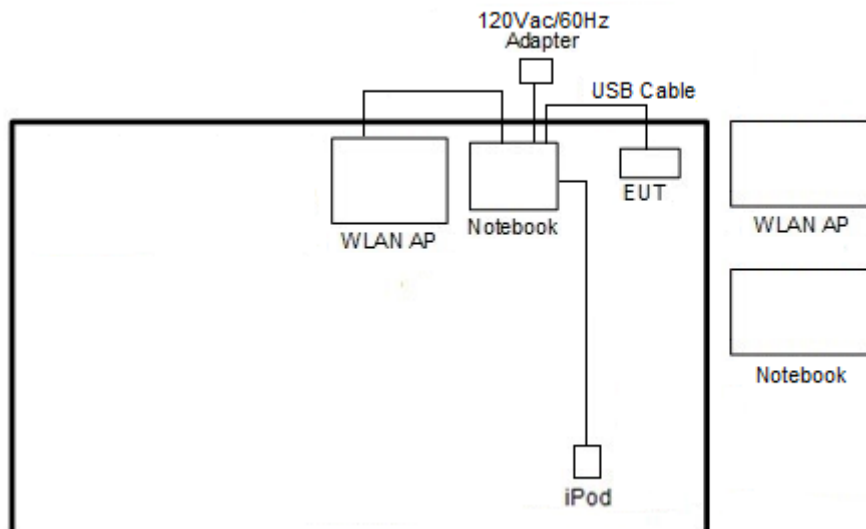 120Vac/60Hz
Adapter
USB Cable
EUT
WLAN AP
Notebook
WLAN AP
Notebook
iPod